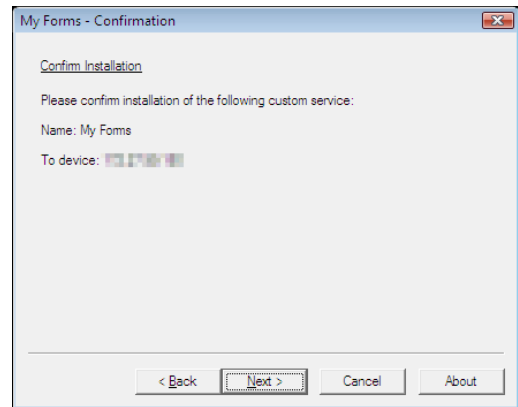 My Forms - Confirmation
Confirm Installation
Please confirm installation of the following custom service:
Name: My Forms
To device:
< Back Next > Cancel About